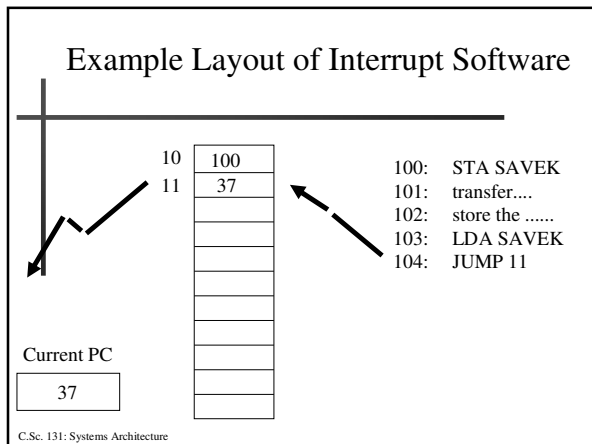 Example Layout of Interrupt Software
10 100
11 37
100: STA SAVEK
101: transfer....
102: store the ......
103: LDA SAVEK
104: JUMP 11
Current PC
37
C.Sc. 131: Systems Architecture